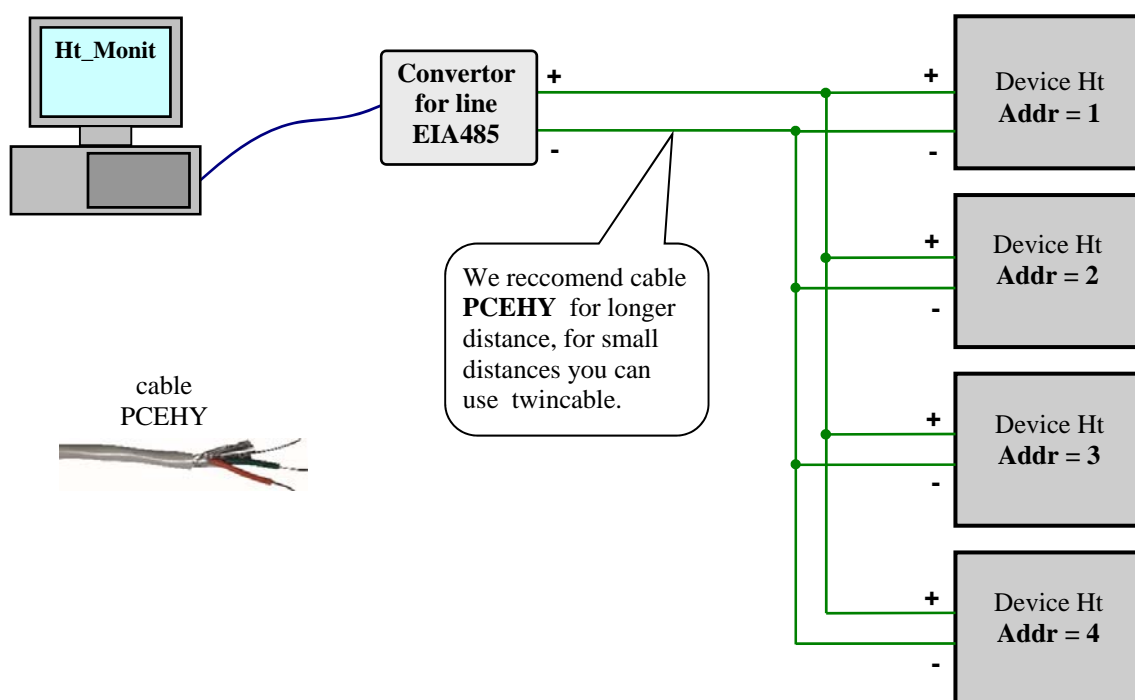 Ht_Monit
Convertor
for line
EIA485
+
-
+
Device Ht
Addr = 1
-
+
Device Ht
Addr = 2
-
We reccomend cable
PCEHY for longer
distance, for small
distances you can
use twincable.
cable
PCEHY
+
Device Ht
Addr = 3
-
+
Device Ht
Addr = 4
-